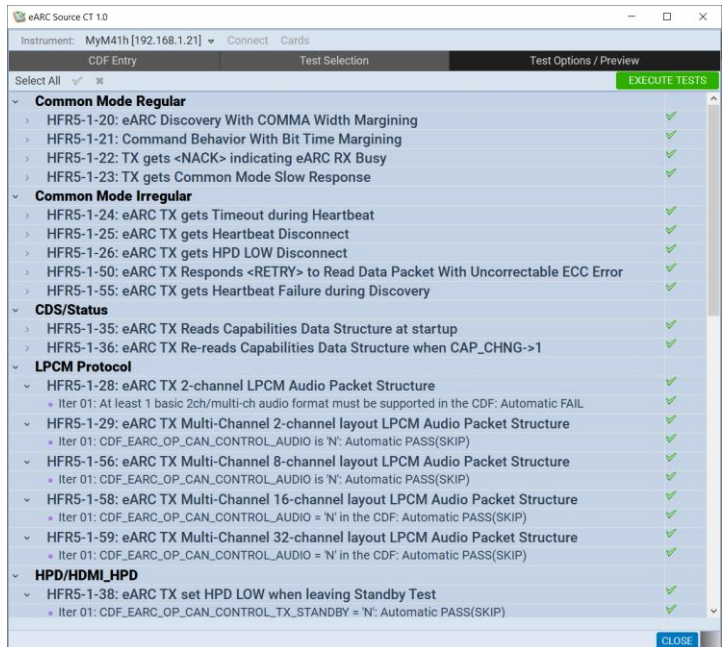 eARC Source CT 1.0
Instrument: MyM41h [192.168.1.21] Connect Cards
CDF Entry Test Selection Test Options / Preview
Select All EXECUTE TESTS
Common Mode Regular
HFR5-1-20: eARC Discovery With COMMA Width Margining
HFR5-1-21: Command Behavior With Bit Time Margining
HFR5-1-22: TX gets <NACK> indicating eARC RX Busy
HFR5-1-23: TX gets Common Mode Slow Response
Common Mode Irregular
HFR5-1-24: eARC TX gets Timeout during Heartbeat
HFR5-1-25: eARC TX gets Heartbeat Disconnect
HFR5-1-26: eARC TX gets HPD LOW Disconnect
HFR5-1-50: eARC TX Responds <RETRY> to Read Data Packet With Uncorrectable ECC Error
HFR5-1-55: eARC TX gets Heartbeat Failure during Discovery
CDS/Status
HFR5-1-35: eARC TX Reads Capabilities Data Structure at startup
HFR5-1-36: eARC TX Re-reads Capabilities Data Structure when CAP_CHNG->1
LPCM Protocol
HFR5-1-28: eARC TX 2-channel LPCM Audio Packet Structure
Iter 01: At least 1 basic 2ch/multi-ch audio format must be supported in the CDF: Automatic FAIL
HFR5-1-29: eARC TX Multi-Channel 2-channel layout LPCM Audio Packet Structure
Iter 01: CDF_EARC_OP_CAN_CONTROL_AUDIO is 'N': Automatic PASS(SKIP)
HFR5-1-56: eARC TX Multi-Channel 8-channel layout LPCM Audio Packet Structure
Iter 01: CDF_EARC_OP_CAN_CONTROL_AUDIO is 'N': Automatic PASS(SKIP)
HFR5-1-58: eARC TX Multi-Channel 16-channel layout LPCM Audio Packet Structure
Iter 01: CDF_EARC_OP_CAN_CONTROL_AUDIO = 'N' in the CDF: Automatic PASS(SKIP)
HFR5-1-59: eARC TX Multi-Channel 32-channel layout LPCM Audio Packet Structure
Iter 01: CDF_EARC_OP_CAN_CONTROL_AUDIO = 'N' in the CDF: Automatic PASS(SKIP)
HPD/HDMI_HPD
HFR5-1-38: eARC TX set HPD LOW when leaving Standby Test
Iter 01: CDF_EARC_OP_CAN_CONTROL_TX_STANDBY = 'N': Automatic PASS(SKIP)
CLOSE